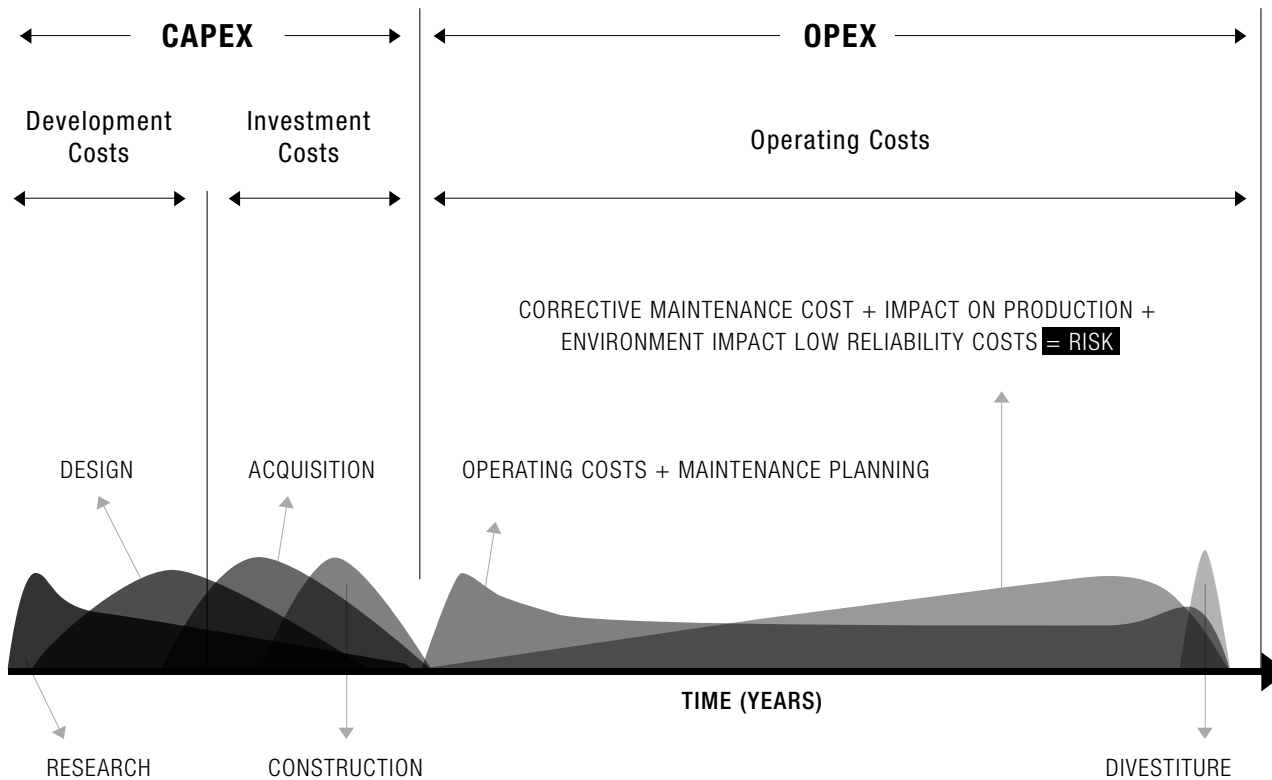 CAPEX
OPEX
Development
Costs
Investment
Costs
Operating Costs
CORRECTIVE MAINTENANCE COST + IMPACT ON PRODUCTION +
ENVIRONMENT IMPACT LOW RELIABILITY COSTS = RISK
DESIGN
ACQUISITION
OPERATING COSTS + MAINTENANCE PLANNING
TIME (YEARS)
RESEARCH
CONSTRUCTION
DIVESTITURE